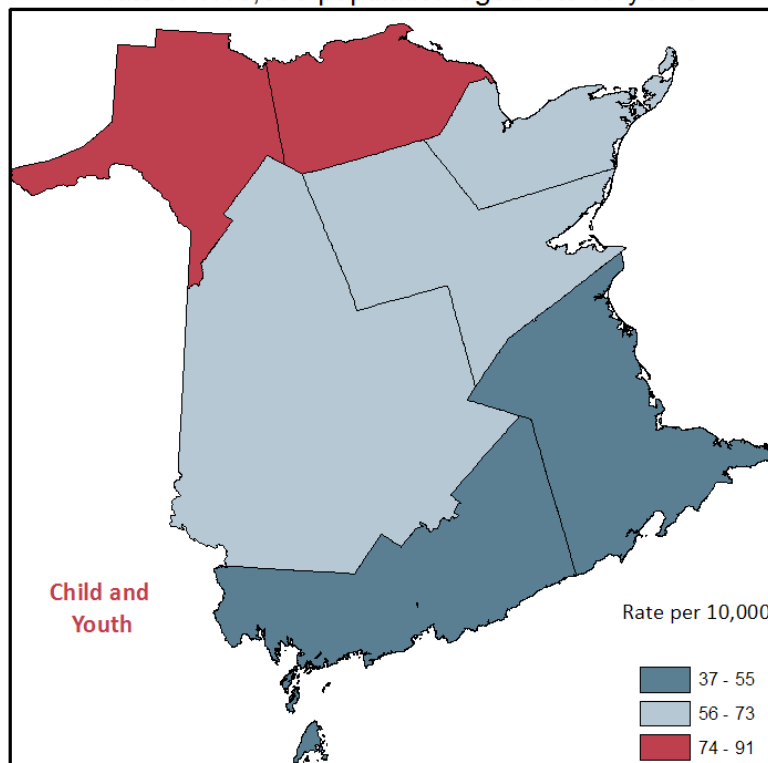 Child and
Youth
Rate per 10,000
37 - 55
56 - 73
74 - 91